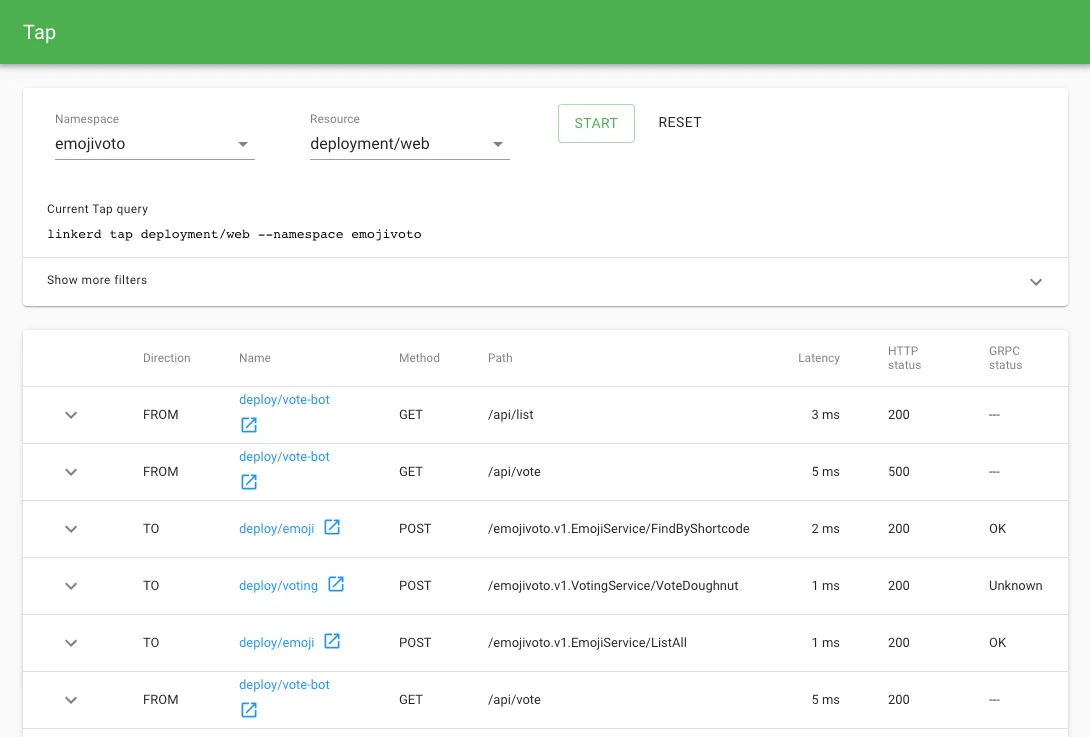 Tap
Namespace Resource
emojivoto deployment/web START RESET
Current Tap query
linkerd tap deployment/web --namespace emojivoto
Show more filters
Direction Name Method Path Latency HTTP status GRPC status
FROM deploy/vote-bot GET /api/list 3 ms 200 ---
FROM deploy/vote-bot GET /api/vote 5 ms 500 ---
TO deploy/emoji POST /emojivoto.v1.EmojiService/FindByShortcode 2 ms 200 OK
TO deploy/voting POST /emojivoto.v1.VotingService/VoteDoughnut 1 ms 200 Unknown
TO deploy/emoji POST /emojivoto.v1.EmojiService/ListAll 1 ms 200 OK
FROM deploy/vote-bot GET /api/vote 5 ms 200 ---